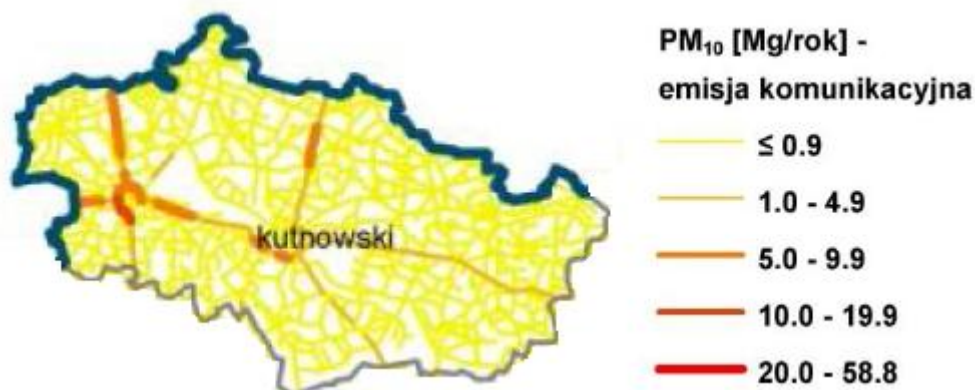 PM₁₀ [Mg/rok] -
emisja komunikacyjna
≤ 0.9
1.0 - 4.9
5.0 - 9.9
10.0 - 19.9
20.0 - 58.8
kutnowski